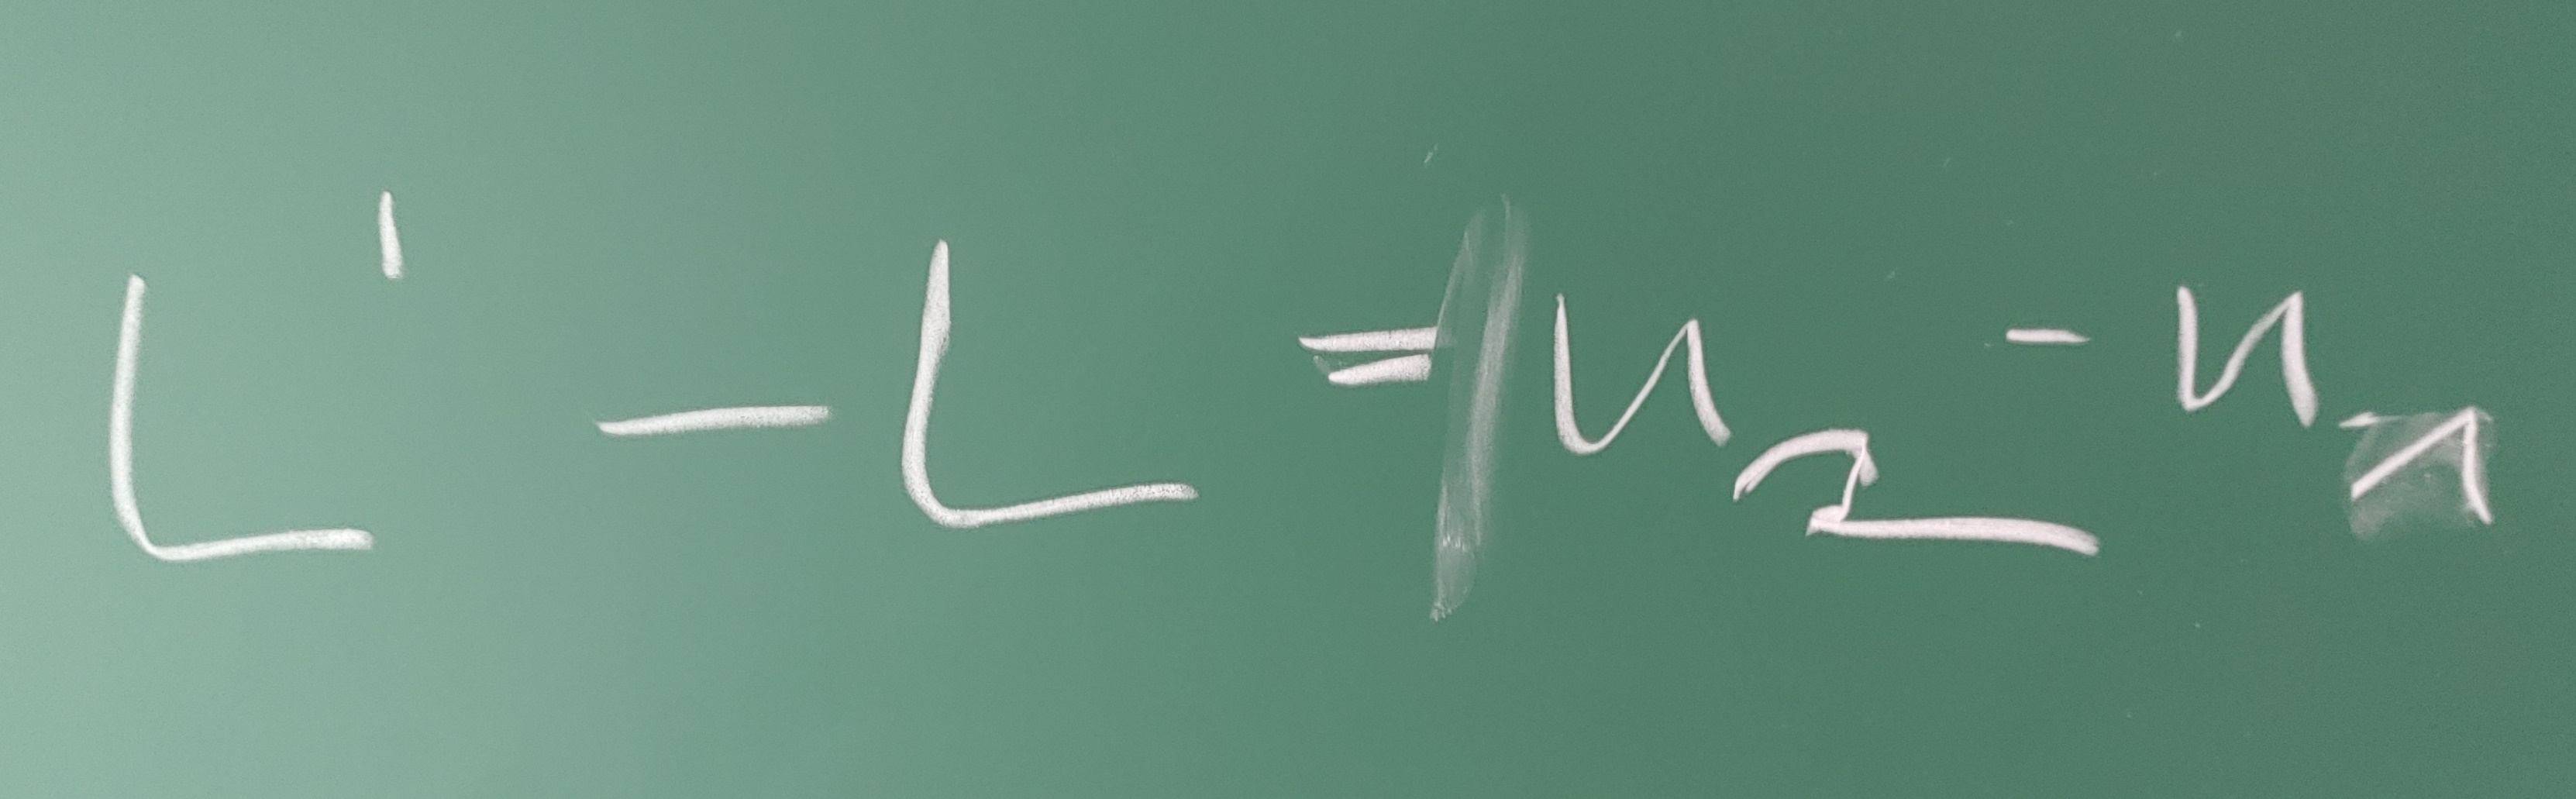 L' - L = u₂ - u₁